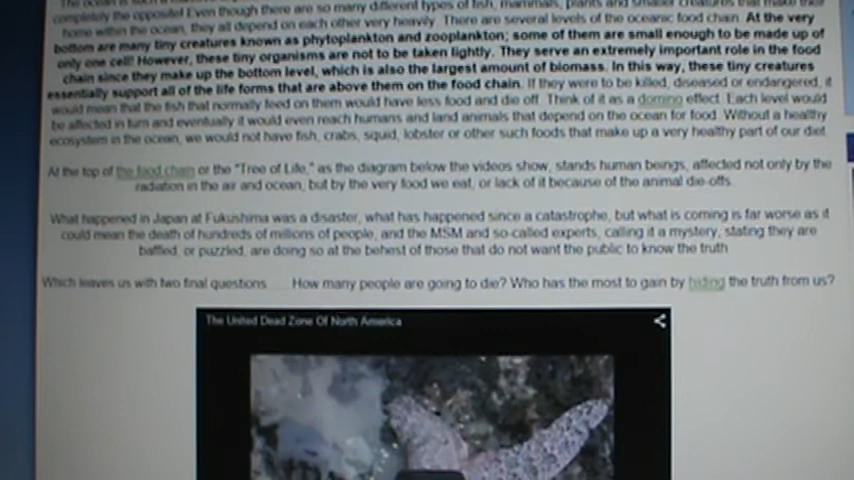 The ocean is such a
completely the opposite! Even though there are so many different types of fish, mammals, plants and smaller creatures that make their
home within the ocean, they all depend on each other very heavily. There are several levels of the oceanic food chain. At the very
bottom are many tiny creatures known as phytoplankton and zooplankton; some of them are small enough to be made up of
only one cell! However, these tiny organisms are not to be taken lightly. They serve an extremely important role in the food
chain since they make up the bottom level, which is also the largest amount of biomass. In this way, these tiny creatures
essentially support all of the life forms that are above them on the food chain. If they were to be killed, diseased or endangered, it
would mean that the fish that normally feed on them would have less food and die off. Think of it as a domino effect. Each level would
be affected in turn and eventually it would even reach humans and land animals that depend on the ocean for food. Without a healthy
ecosystem in the ocean, we would not have fish, crabs, squid, lobster or other such foods that make up a very healthy part of our diet.
At the top of the food chain or the "Tree of Life," as the diagram below the videos show, stands human beings, affected not only by the
radiation in the air and ocean, but by the very food we eat, or lack of it because of the animal die-offs.
What happened in Japan at Fukushima was a disaster, what has happened since a catastrophe, but what is coming is far worse as it
could mean the death of hundreds of millions of people, and the MSM and so-called experts, calling it a mystery, stating they are
baffled, or puzzled, are doing so at the behest of those that do not want the public to know the truth
Which leaves us with two final questions..... How many people are going to die? Who has the most to gain by hiding the truth from us?
The United Dead Zone Of North America